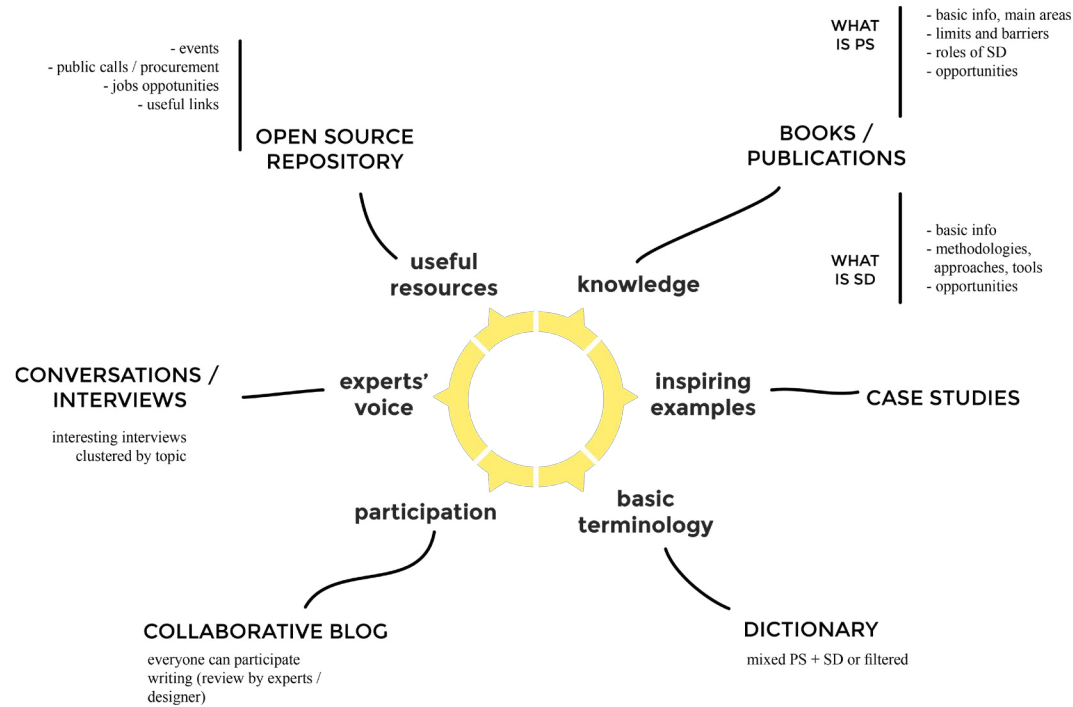 - events
- public calls / procurement
- jobs oppotunities
- useful links
OPEN SOURCE
REPOSITORY
useful
resources
WHAT
IS PS
- basic info, main areas
- limits and barriers
- roles of SD
- opportunities
BOOKS /
PUBLICATIONS
WHAT
IS SD
- basic info
- methodologies,
approaches, tools
- opportunities
knowledge
CONVERSATIONS /
INTERVIEWS
interesting interviews
clustered by topic
experts’
voice
inspiring
examples
CASE STUDIES
participation
COLLABORATIVE BLOG
everyone can participate
writing (review by experts /
designer)
basic
terminology
DICTIONARY
mixed PS + SD or filtered